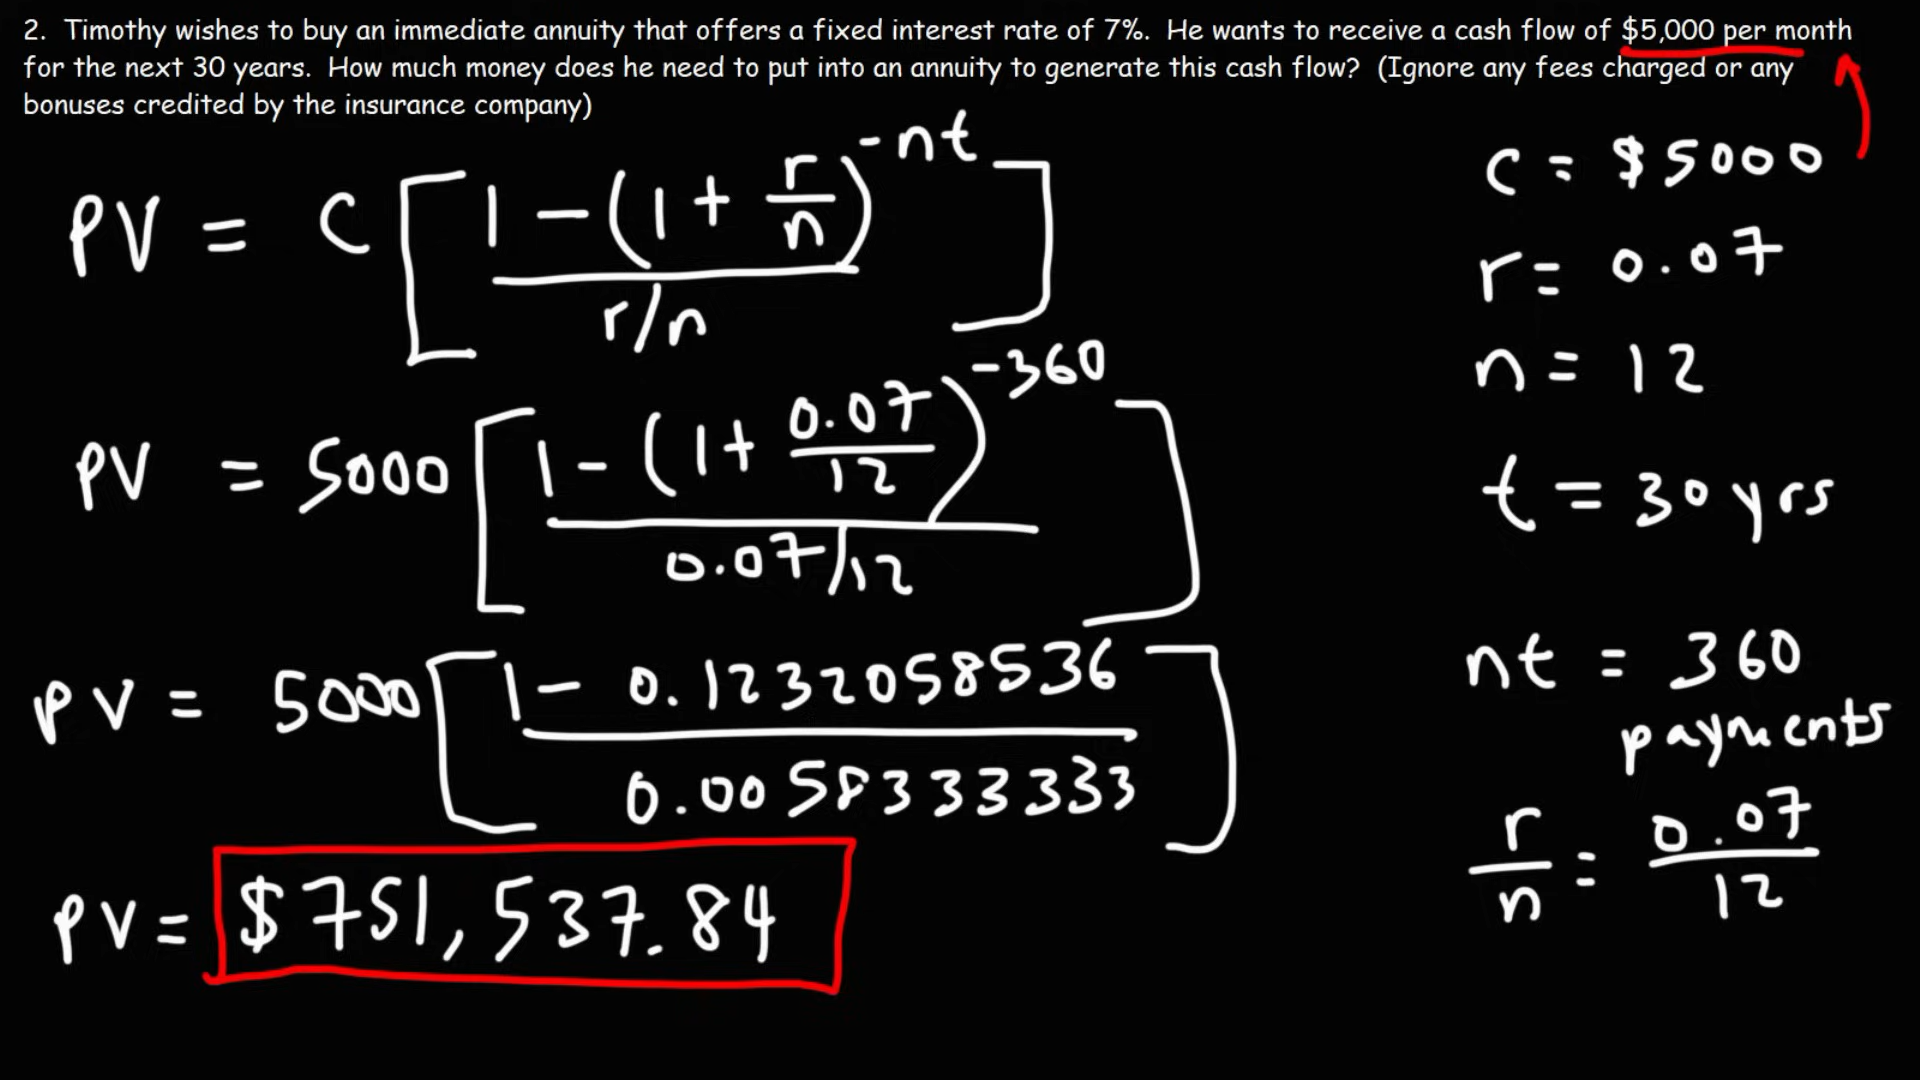 2. Timothy wishes to buy an immediate annuity that offers a fixed interest rate of 7%. He wants to receive a cash flow of $5,000 per month
for the next 30 years. How much money does he need to put into an annuity to generate this cash flow? (Ignore any fees charged or any
bonuses credited by the insurance company)
PV = C[1-(1+r/n)^-nt / r/n]
PV = 5000[1-(1+0.07/12)^-360 / 0.07/12]
PV = 5000[1-0.1232058536 / 0.0058333333]
PV = $751,537.84
C = $5000
r = 0.07
n = 12
t = 30 yrs
nt = 360
payments
r/n = 0.07/12